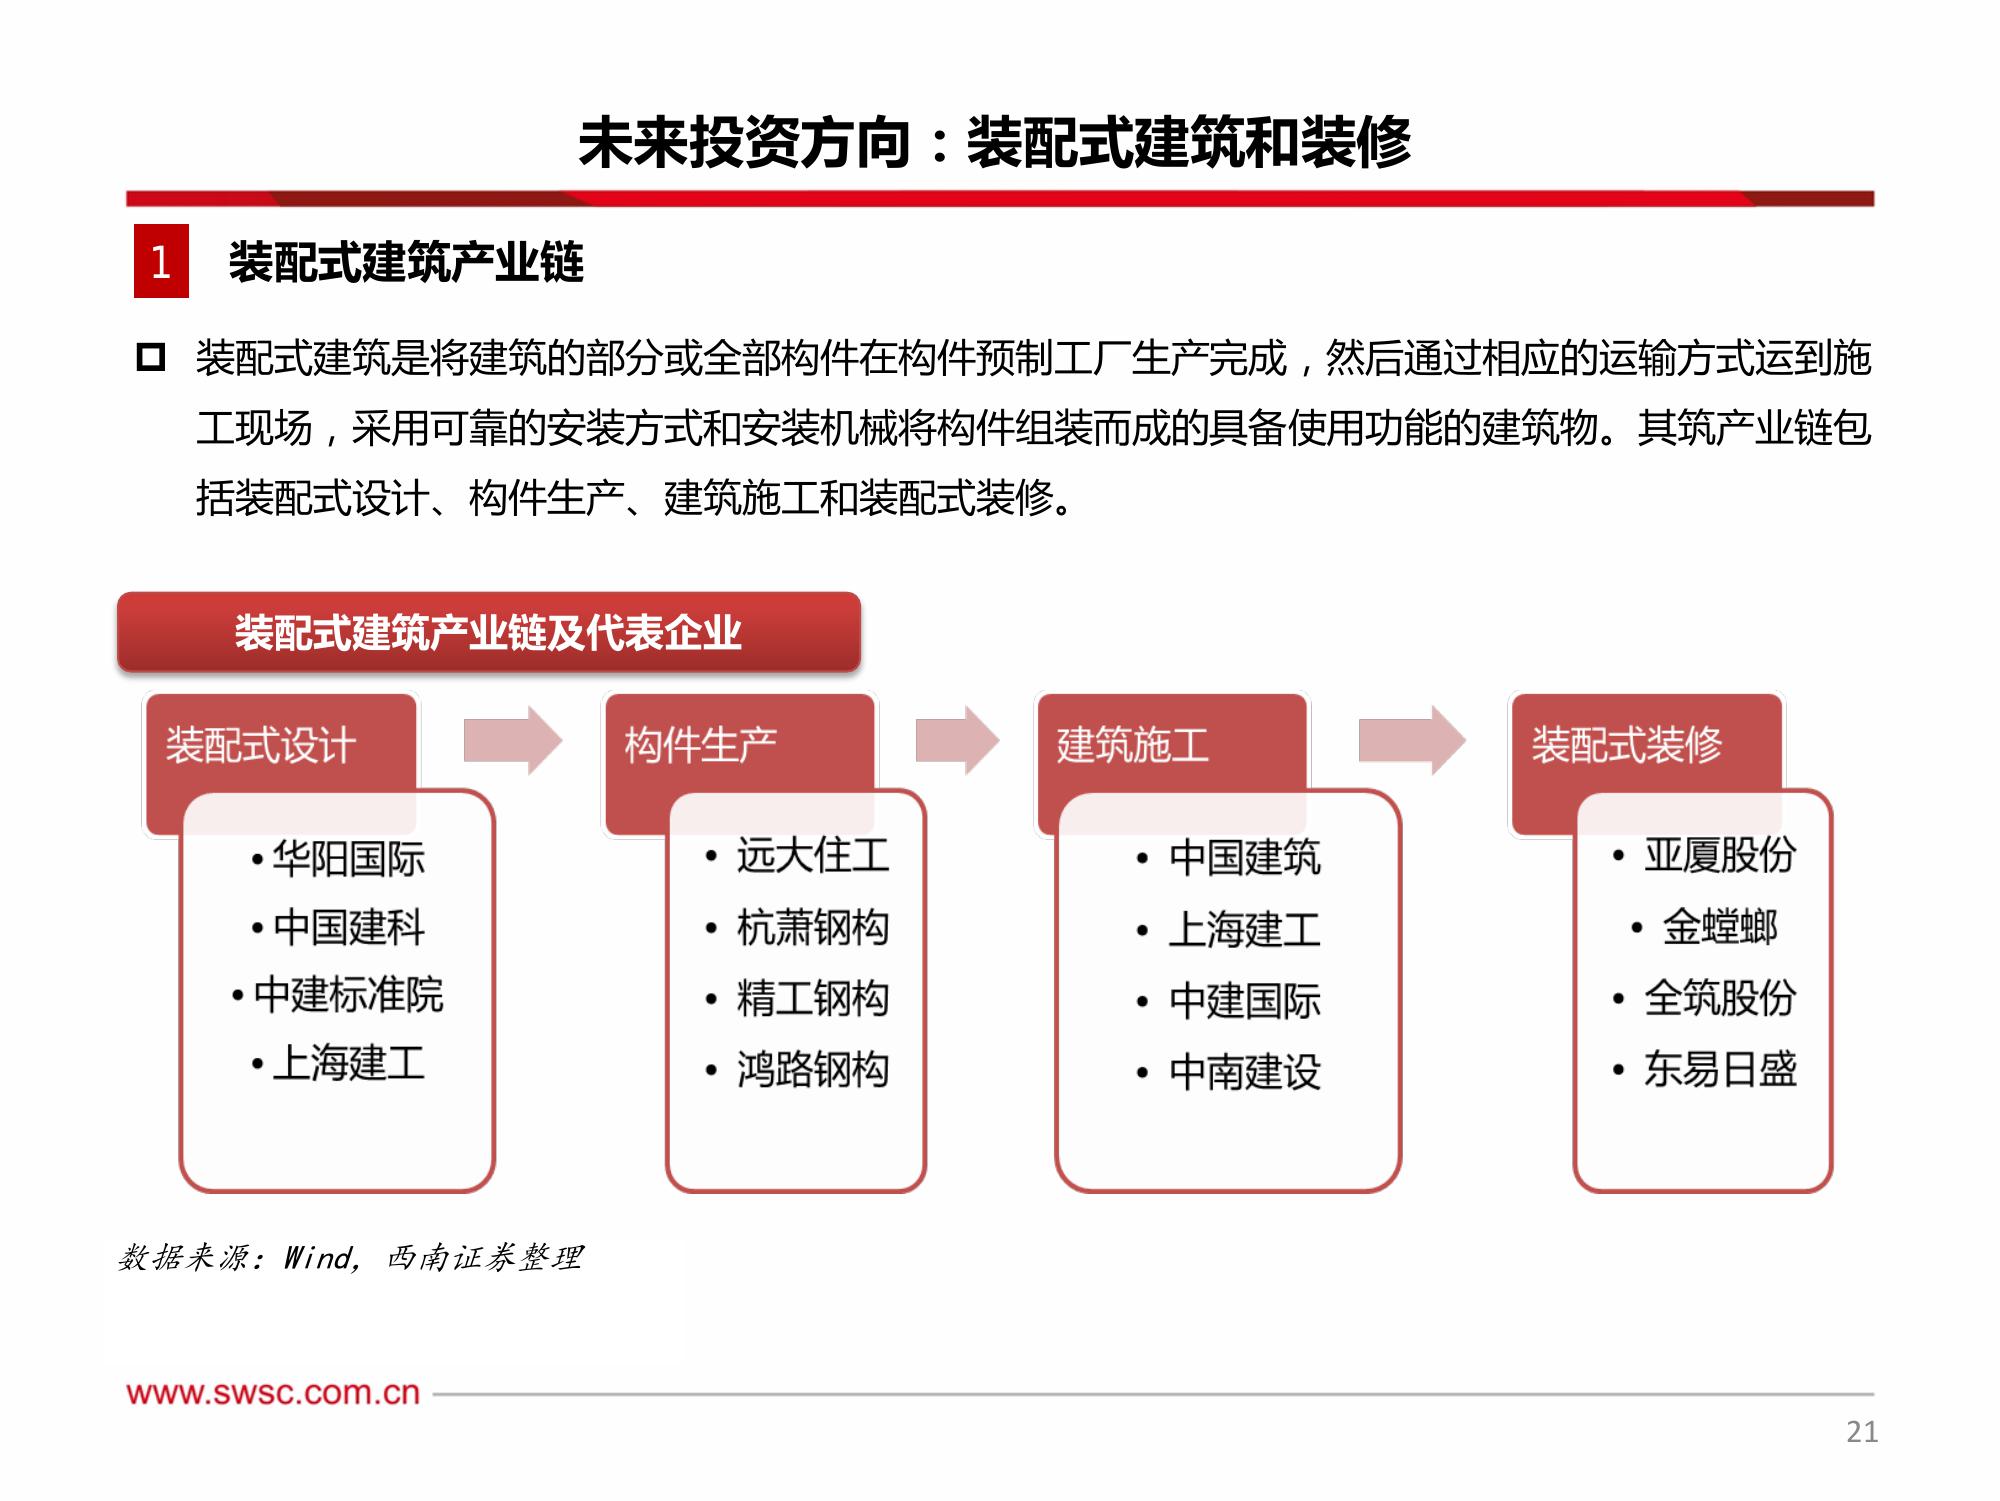 未来投资方向：装配式建筑和装修
1
装配式建筑产业链
装配式建筑是将建筑的部分或全部构件在构件预制工厂生产完成，然后通过相应的运输方式运到施
工现场，采用可靠的安装方式和安装机械将构件组装而成的具备使用功能的建筑物。其筑产业链包
括装配式设计、构件生产、建筑施工和装配式装修。
装配式建筑产业链及代表企业
装配式设计
• 华阳国际
• 中国建科
• 中建标准院
• 上海建工
构件生产
• 远大住工
• 杭萧钢构
• 精工钢构
• 鸿路钢构
建筑施工
• 中国建筑
• 上海建工
• 中建国际
• 中南建设
装配式装修
• 亚厦股份
• 金螳螂
• 全筑股份
• 东易日盛
数据来源：Wind，西南证券整理
www.swsc.com.cn
21